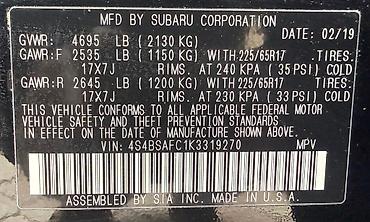 MFD BY SUBARU CORPORATION
GVWR: 4695 LB (2130 KG) DATE: 02/19
GAWR:F 2535 LB (1150 KG) WITH 225/65R17 TIRES.
17X7J RIMS. AT 240 KPA (35 PSI) COLD
GAWR:R 2645 LB (1200 KG) WITH 225/65R17 TIRES.
17X7J RIMS. AT 230 KPA (33 PSI) COLD
THIS VEHICLE CONFORMS TO ALL APPLICABLE FEDERAL MOTOR
VEHICLE SAFETY AND THEFT PREVENTION STANDARDS IN
EFFECT ON THE DATE OF MANUFACTURE SHOWN ABOVE.
VIN: 4S4BSAFC1K3319270 MPV
ASSEMBLED BY SIA INC. MADE IN U.S.A.